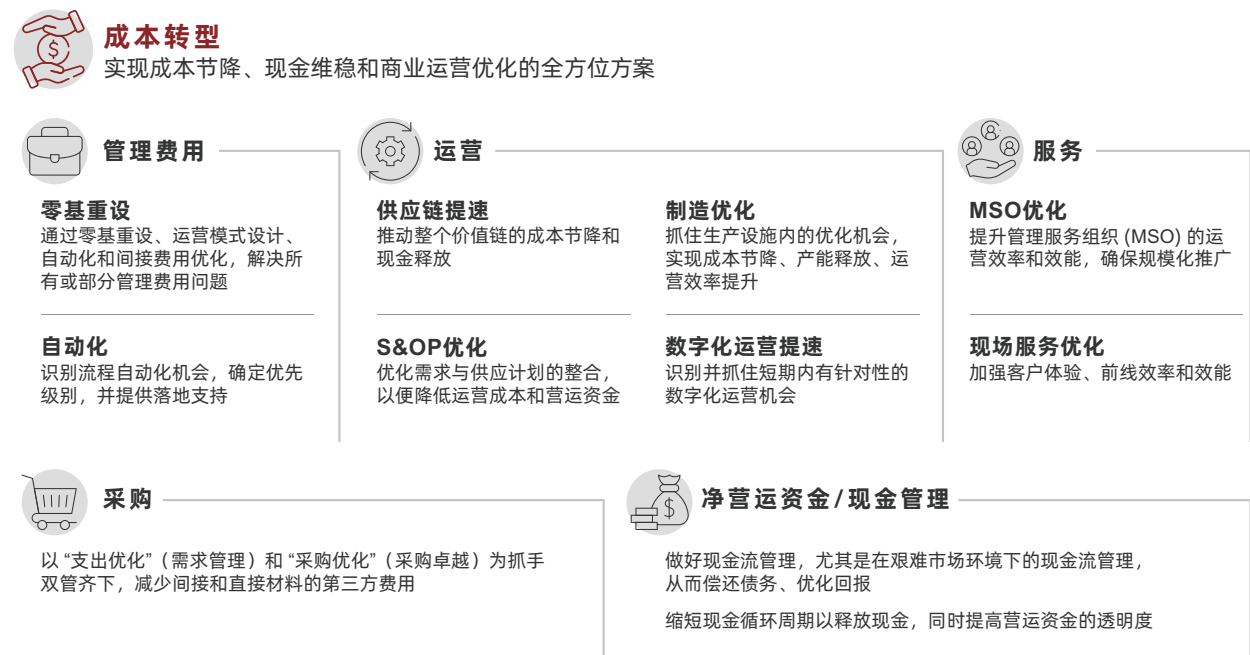 成本转型
实现成本节降、现金维稳和商业运营优化的全方位方案
管理费用
零基重设
通过零基重设、运营模式设计、
自动化和间接费用优化，解决所
有或部分管理费用问题
自动化
识别流程自动化机会，确定优先
级别，并提供落地支持
运营
供应链提速
推动整个价值链的成本节降和
现金释放
S&OP优化
优化需求与供应计划的整合，
以便降低运营成本和营运资金
制造优化
抓住生产设施内的优化机会，
实现成本节降、产能释放、运
营效率提升
数字化运营提速
识别并抓住短期内有针对性的
数字化运营机会
服务
MSO优化
提升管理服务组织 (MSO) 的运
营效率和效能，确保规模化推广
现场服务优化
加强客户体验、前线效率和效能
采购
以 “支出优化”（需求管理）和 “采购优化”（采购卓越）为抓手
双管齐下，减少间接和直接材料的第三方费用
净营运资金/现金管理
做好现金流管理，尤其是在艰难市场环境下的现金流管理，
从而偿还债务、优化回报
缩短现金循环周期以释放现金，同时提高营运资金的透明度